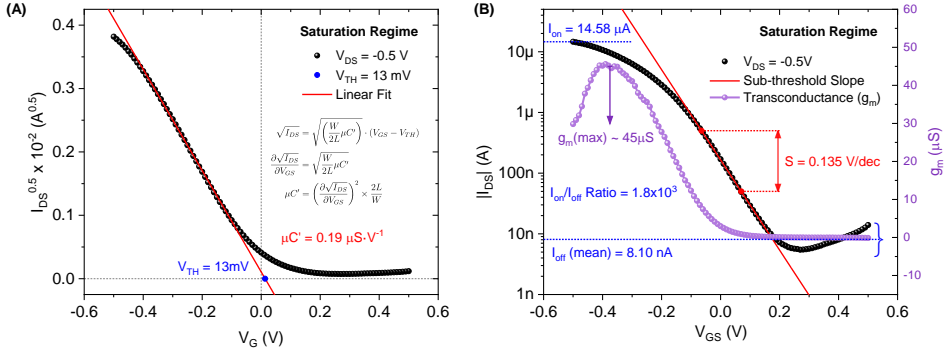 (A)
Saturation Regime
V_DS = -0.5 V
V_TH = 13 mV
Linear Fit
√I_DS = √((W/2L) μC') · (V_GS − V_TH)
∂√I_DS/∂V_GS = √(W/2L μC')
μC' = (∂√I_DS/∂V_GS)² × 2L/W
μC' = 0.19 μS·V⁻¹
V_TH = 13mV
I_DS^0.5 x 10⁻² (A^0.5)
0.4
0.3
0.2
0.1
0.0
-0.6 -0.4 -0.2 0.0 0.2 0.4 0.6
V_G (V)
(B)
I_on = 14.58 μA
Saturation Regime
V_DS = -0.5V
Sub-threshold Slope
Transconductance (g_m)
g_m(max) ~ 45μS
S = 0.135 V/dec
I_on/I_off Ratio = 1.8x10³
I_off (mean) = 8.10 nA
|I_DS| (A)
10μ
1μ
100n
10n
1n
-0.6 -0.4 -0.2 0.0 0.2 0.4 0.6
V_GS (V)
60
50
40
30
20
10
0
-10
g_m (μS)